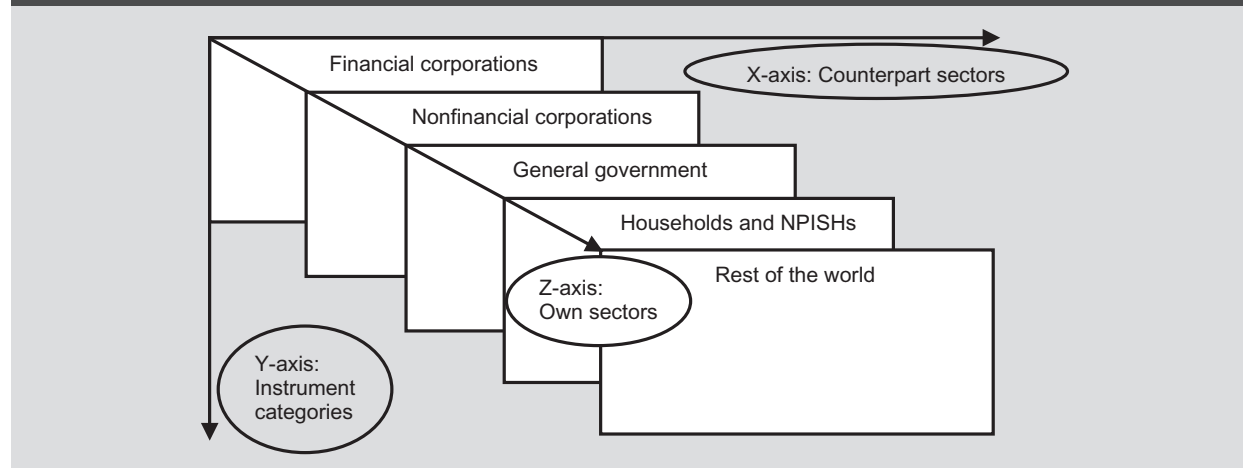 Financial corporations
X-axis: Counterpart sectors
Nonfinancial corporations
General government
Households and NPISHs
Rest of the world
Z-axis:
Own sectors
Y-axis:
Instrument
categories